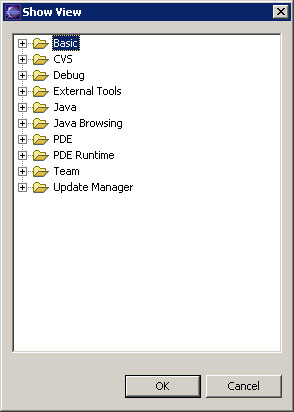 Show View
Basic
CVS
Debug
External Tools
Java
Java Browsing
PDE
PDE Runtime
Team
Update Manager
OK Cancel